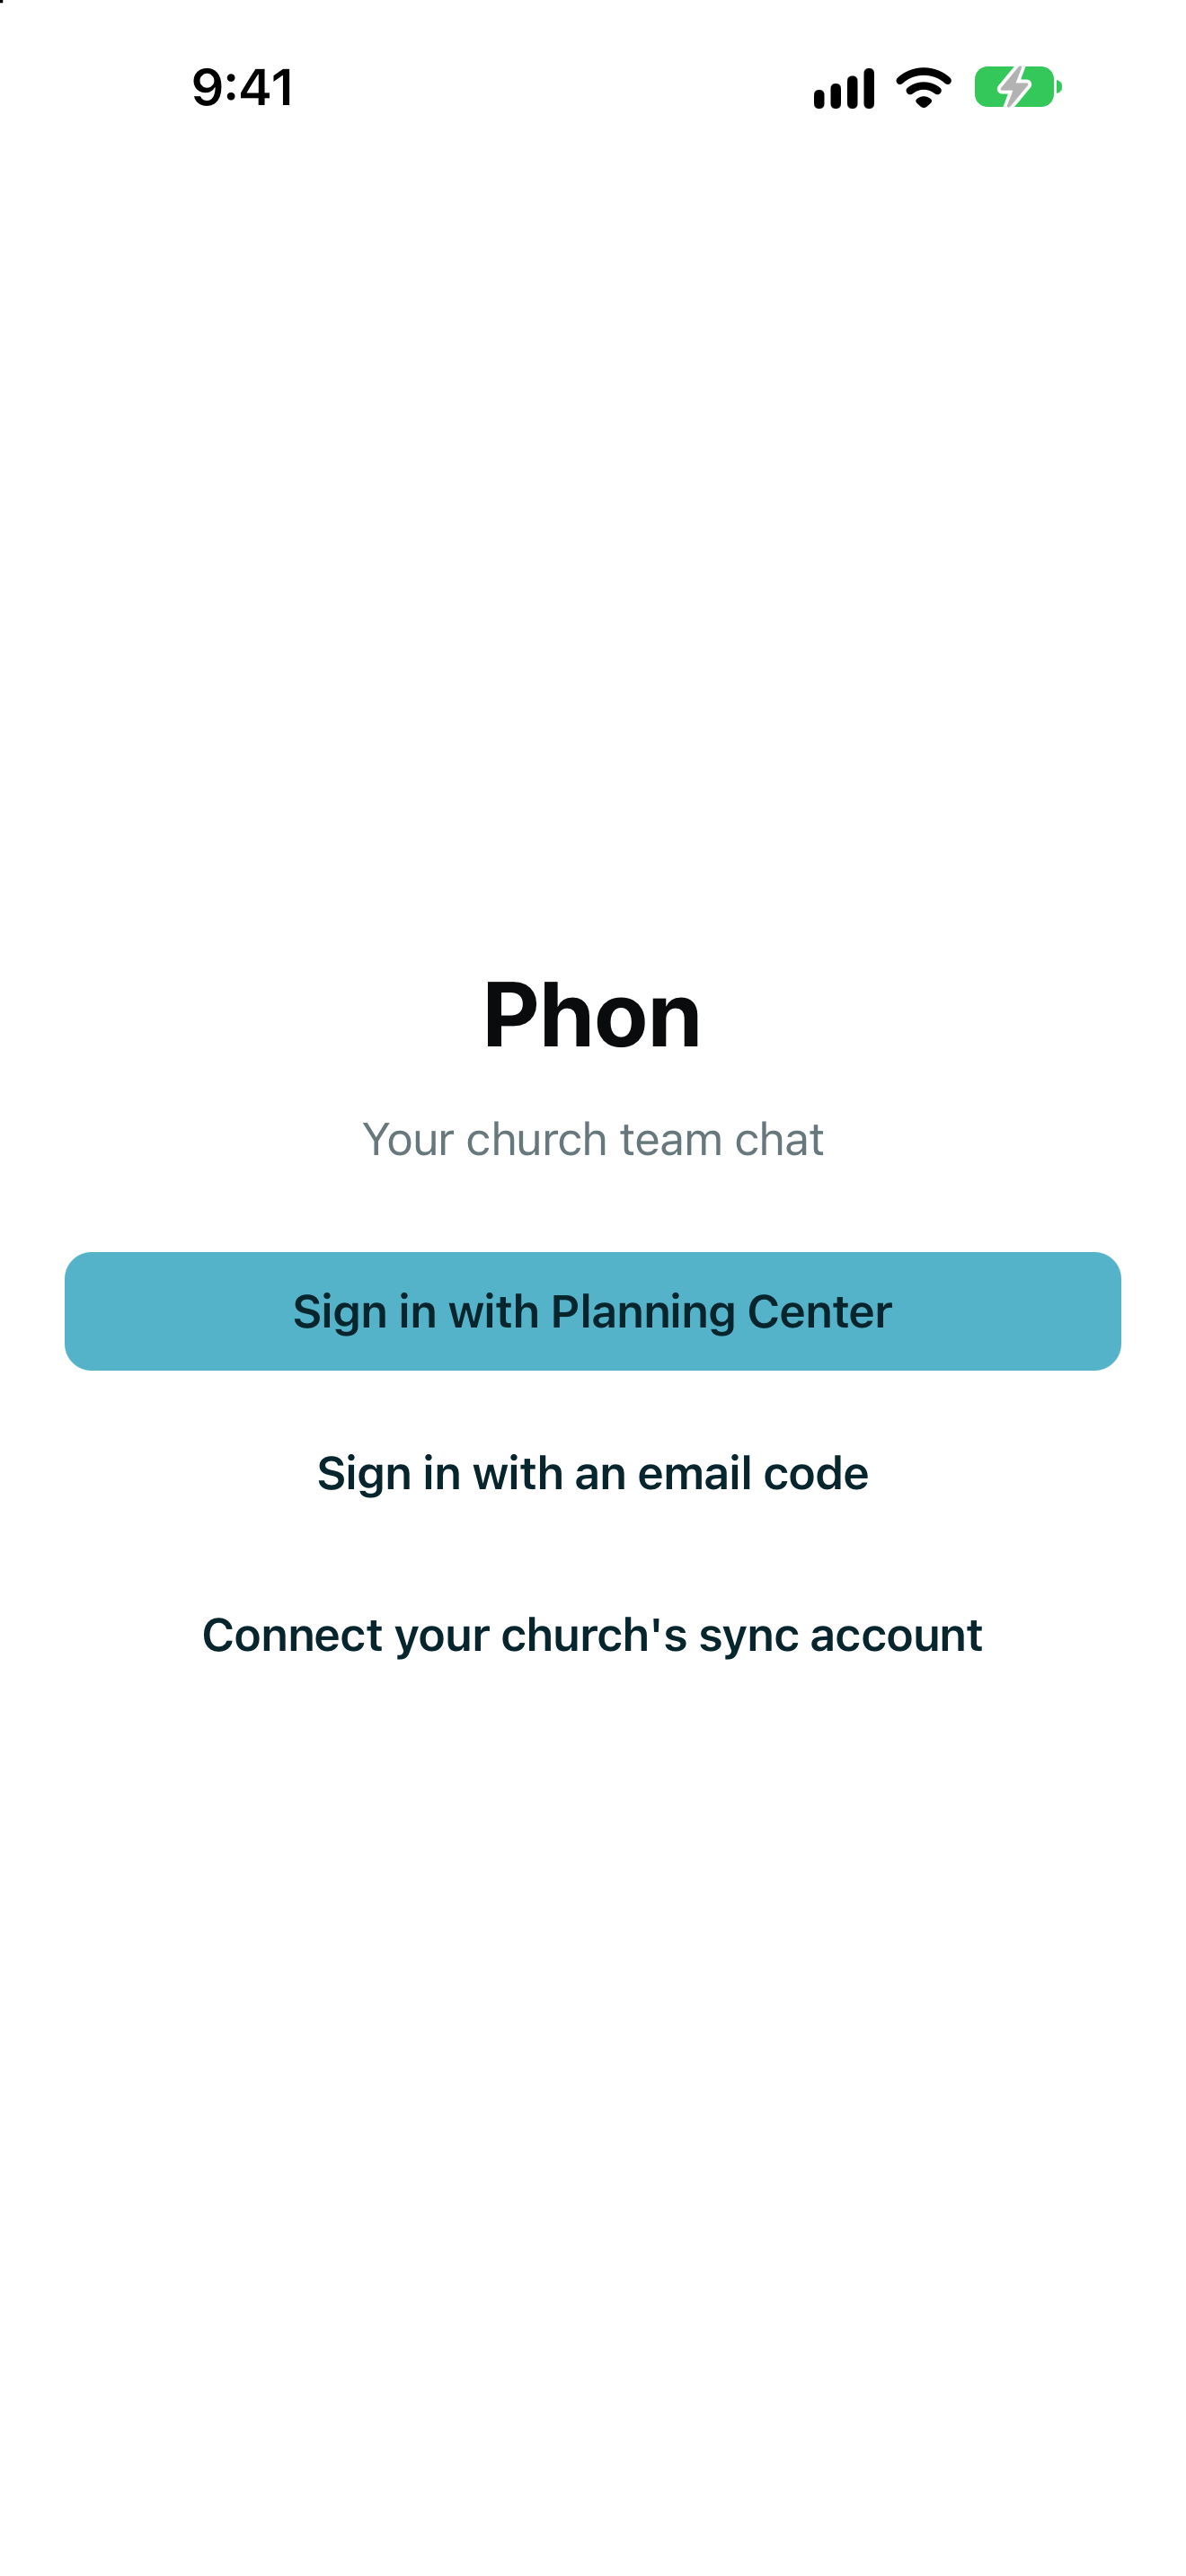 9:41
Phon
Your church team chat
Sign in with Planning Center
Sign in with an email code
Connect your church's sync account